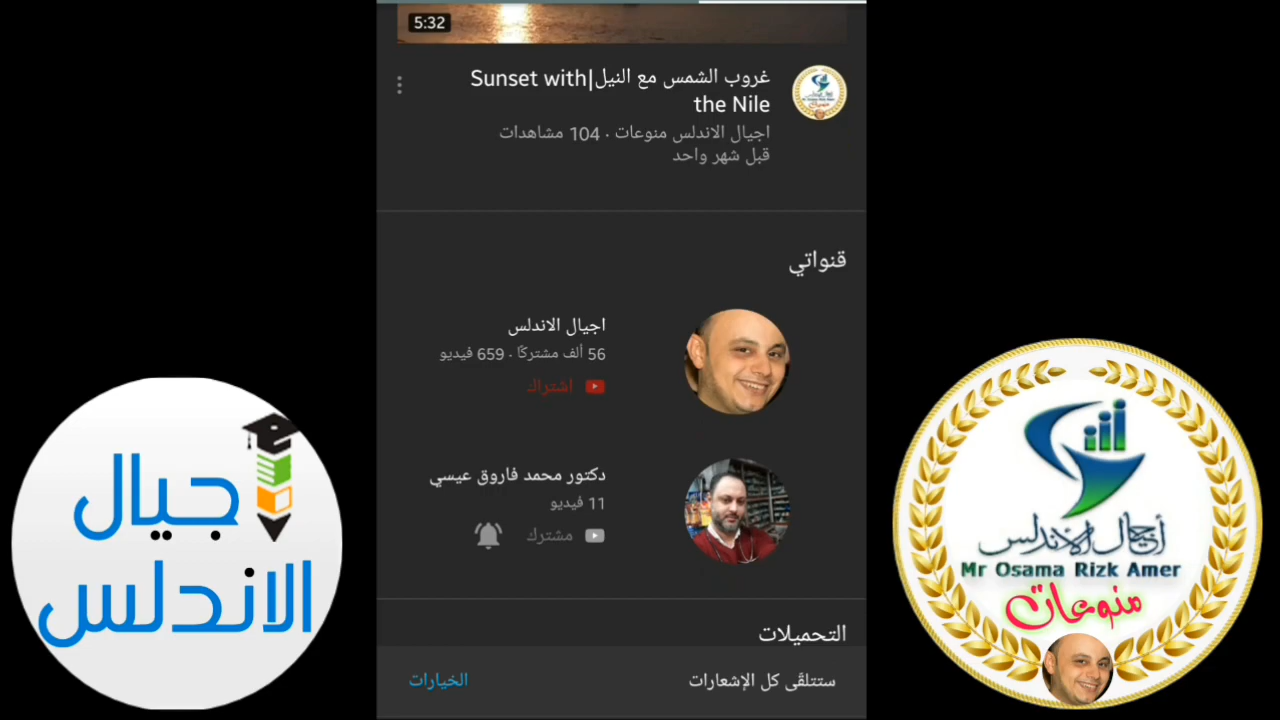 5:32
غروب الشمس مع النيل|Sunset with
the Nile
اجيال الاندلس منوعات · 104 مشاهدات
قبل شهر واحد
قنواتي
اجيال الاندلس
56 ألف مشتركًا · 659 فيديو
اشتراك
دكتور محمد فاروق عيسي
11 فيديو
مشترك
التحميلات
ستتلقّى كل الإشعارات
الخيارات
اجيال
الاندلس
أجيال الأندلس
Mr Osama Rizk Amer
منوعات